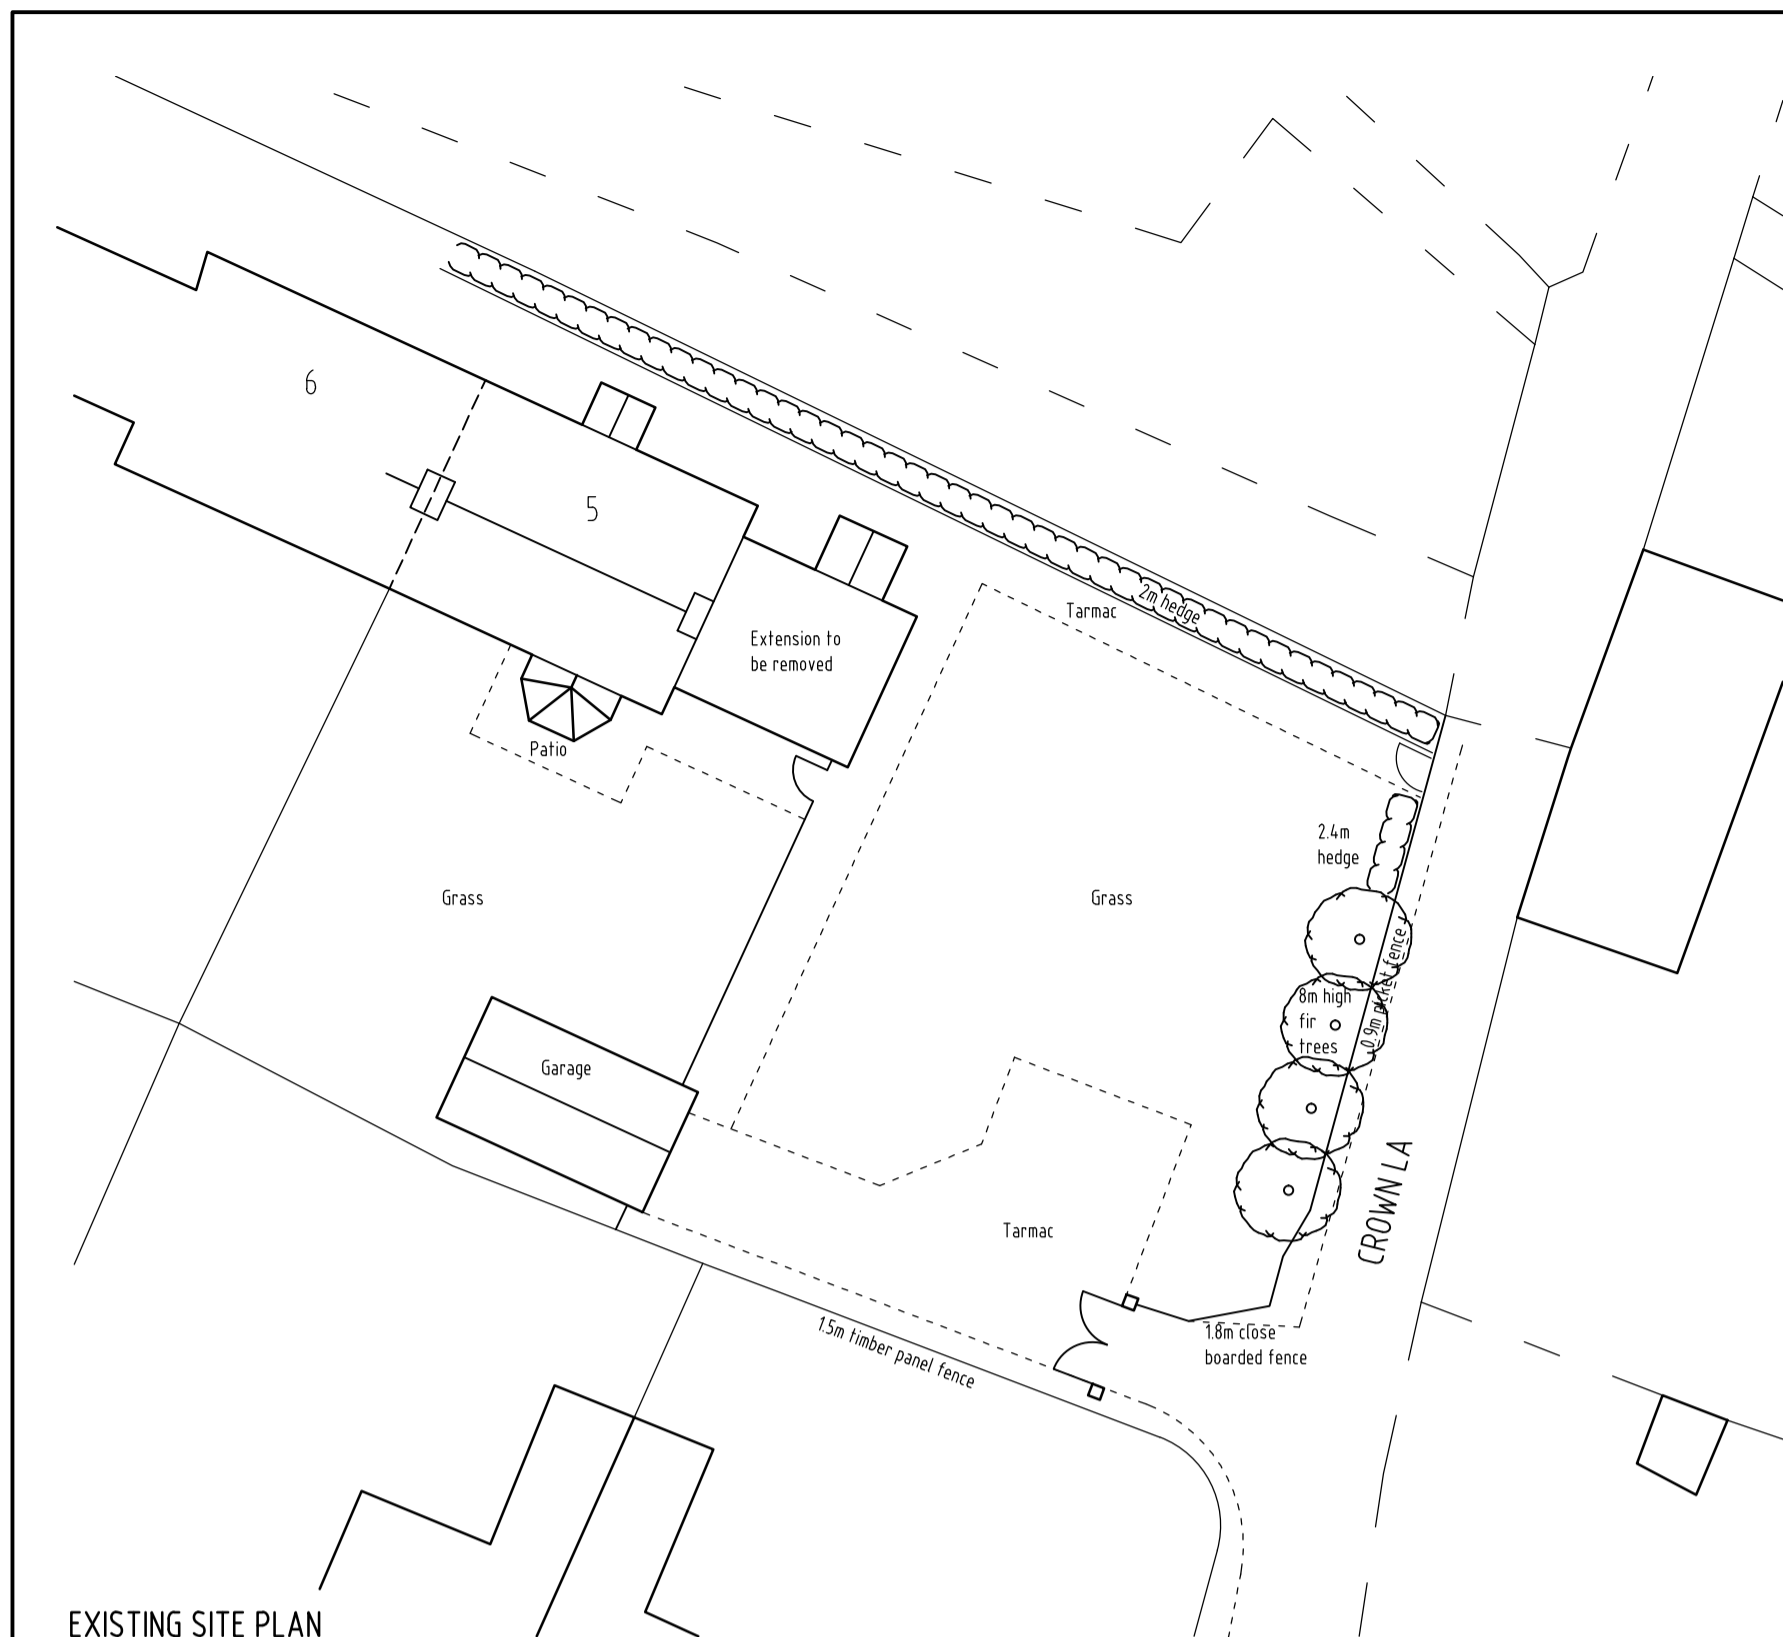 6
5
2m hedge
Tarmac
Extension to
be removed
Patio
2.4m
hedge
Grass
Grass
0.9m picket fence
8m high
fir
trees
Garage
CROWN LA
Tarmac
1.5m timber panel fence
1.8m close
boarded fence
EXISTING SITE PLAN